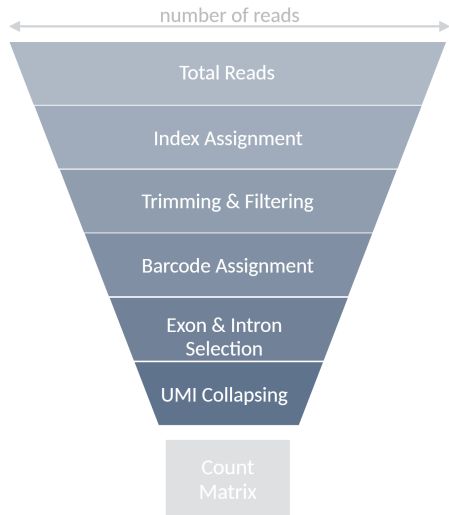 number of reads
Total Reads
Index Assignment
Trimming & Filtering
Barcode Assignment
Exon & Intron
Selection
UMI Collapsing
Count
Matrix